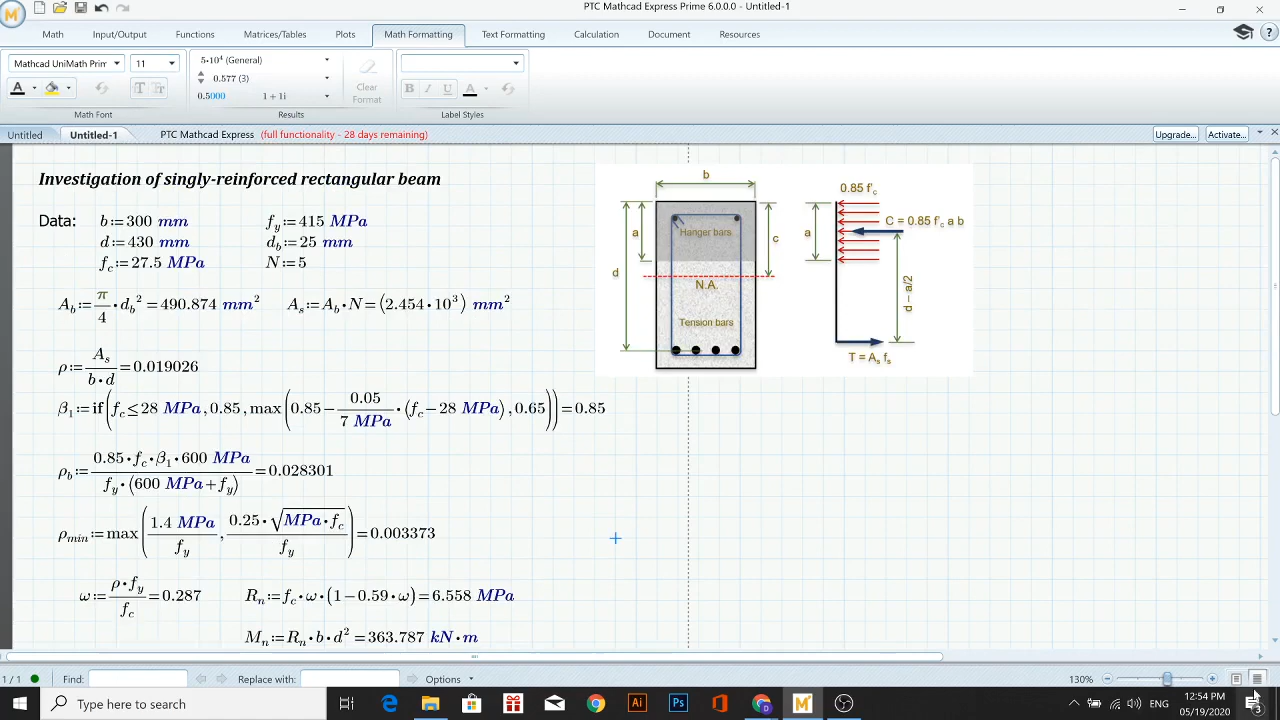 PTC Mathcad Express Prime 6.0.0.0 - Untitled-1
Math Input/Output Functions Matrices/Tables Plots Math Formatting Text Formatting Calculation Document Resources
Mathcad UniMath Prim 11
A
Math Font
5•10⁴ (General)
0.577 (3)
0.5000 1 + 1i
Results
Clear
Format
B I U A
Label Styles
Untitled Untitled-1 PTC Mathcad Express (full functionality - 28 days remaining) Upgrade... Activate...
Investigation of singly-reinforced rectangular beam
Data: b≔300 mm f_y≔415 MPa
d≔430 mm d_b≔25 mm
f_c≔27.5 MPa N≔5
A_b≔π/4•d_b²=490.874 mm² A_s≔A_b•N=(2.454•10³) mm²
ρ≔A_s/(b•d)=0.019026
β₁≔if(f_c≤28 MPa,0.85,max(0.85−0.05/(7 MPa)•(f_c−28 MPa),0.65))=0.85
ρ_b≔(0.85•f_c•β₁•600 MPa)/(f_y•(600 MPa+f_y))=0.028301
ρ_min≔max(1.4 MPa/f_y,0.25•√(MPa•f_c)/f_y)=0.003373
ω≔ρ•f_y/f_c=0.287 R_n≔f_c•ω•(1−0.59•ω)=6.558 MPa
M_n≔R_n•b•d²=363.787 kN•m
b
a
d
c
Hanger bars
N.A.
Tension bars
0.85 f'c
a
C = 0.85 f'c a b
d – a/2
T = As fs
1 / 1 Find: Replace with: Options 130%
Type here to search
Ai Ps M
ENG
12:54 PM
05/19/2020
3